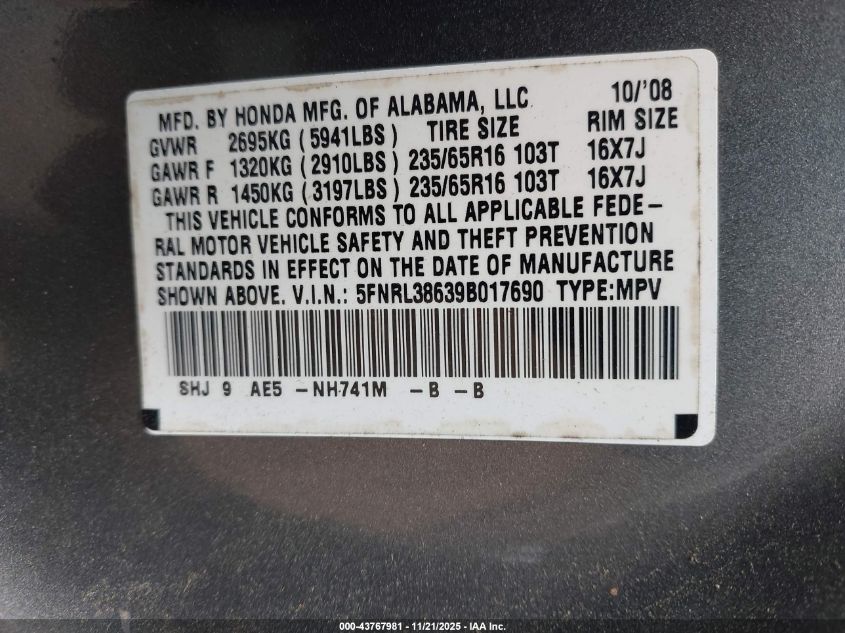 MFD. BY HONDA MFG. OF ALABAMA, LLC 10/'08
GVWR 2695KG ( 5941LBS ) TIRE SIZE RIM SIZE
GAWR F 1320KG ( 2910LBS ) 235/65R16 103T 16X7J
GAWR R 1450KG ( 3197LBS ) 235/65R16 103T 16X7J
THIS VEHICLE CONFORMS TO ALL APPLICABLE FEDE-
RAL MOTOR VEHICLE SAFETY AND THEFT PREVENTION
STANDARDS IN EFFECT ON THE DATE OF MANUFACTURE
SHOWN ABOVE. V.I.N.: 5FNRL38639B017690 TYPE:MPV
SHJ 9 AE5 -NH741M -B -B
000-43767981 - 11/21/2025 - IAA Inc.